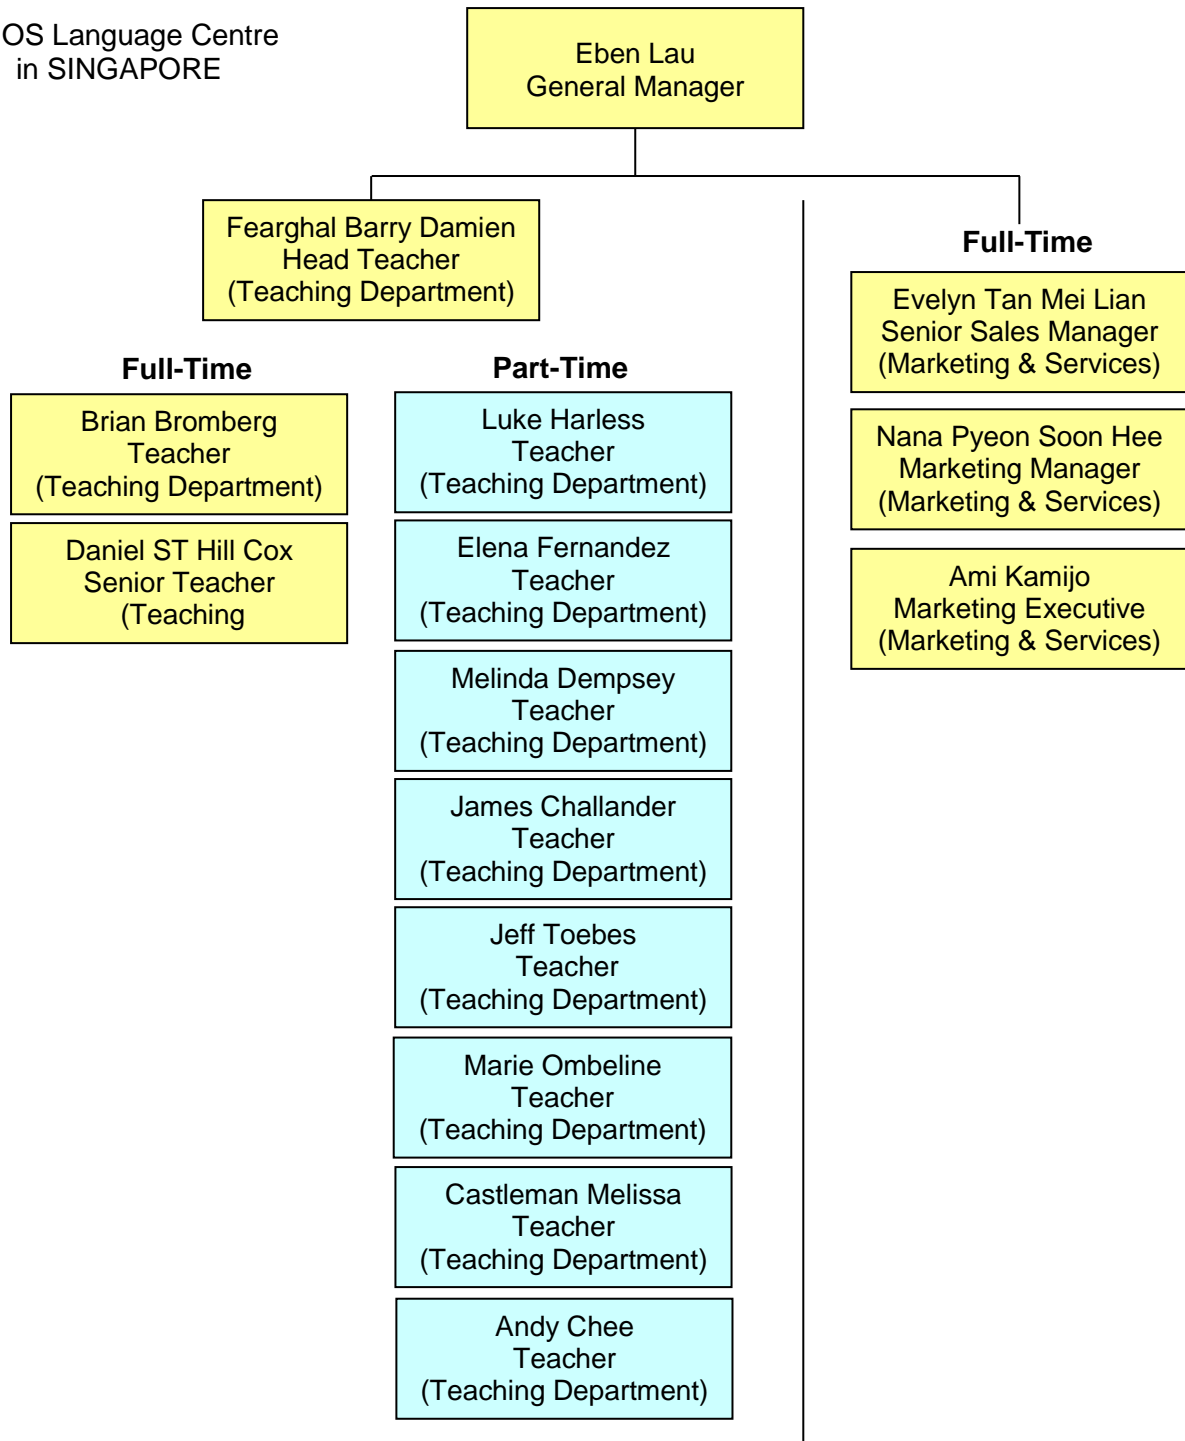 OS Language Centre
in SINGAPORE
Eben Lau
General Manager
Fearghal Barry Damien
Head Teacher
(Teaching Department)
Full-Time
Brian Bromberg
Teacher
(Teaching Department)
Daniel ST Hill Cox
Senior Teacher
(Teaching
Part-Time
Luke Harless
Teacher
(Teaching Department)
Elena Fernandez
Teacher
(Teaching Department)
Melinda Dempsey
Teacher
(Teaching Department)
James Challander
Teacher
(Teaching Department)
Jeff Toebes
Teacher
(Teaching Department)
Marie Ombeline
Teacher
(Teaching Department)
Castleman Melissa
Teacher
(Teaching Department)
Andy Chee
Teacher
(Teaching Department)
Full-Time
Evelyn Tan Mei Lian
Senior Sales Manager
(Marketing & Services)
Nana Pyeon Soon Hee
Marketing Manager
(Marketing & Services)
Ami Kamijo
Marketing Executive
(Marketing & Services)